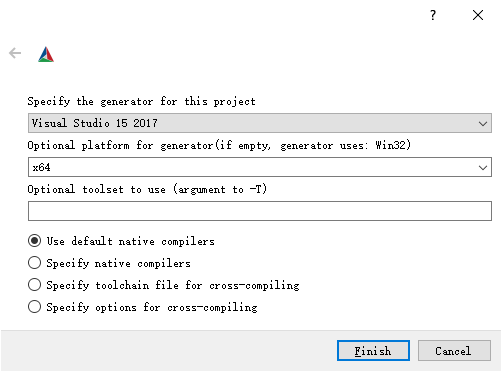 ?
Specify the generator for this project
Visual Studio 15 2017
Optional platform for generator(if empty, generator uses: Win32)
x64
Optional toolset to use (argument to -T)
Use default native compilers
Specify native compilers
Specify toolchain file for cross-compiling
Specify options for cross-compiling
Finish Cancel